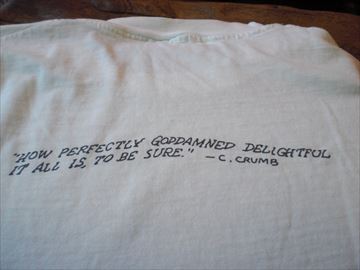 "HOW PERFECTLY GODDAMNED DELIGHTFUL
IT ALL IS, TO BE SURE." —C. CRUMB